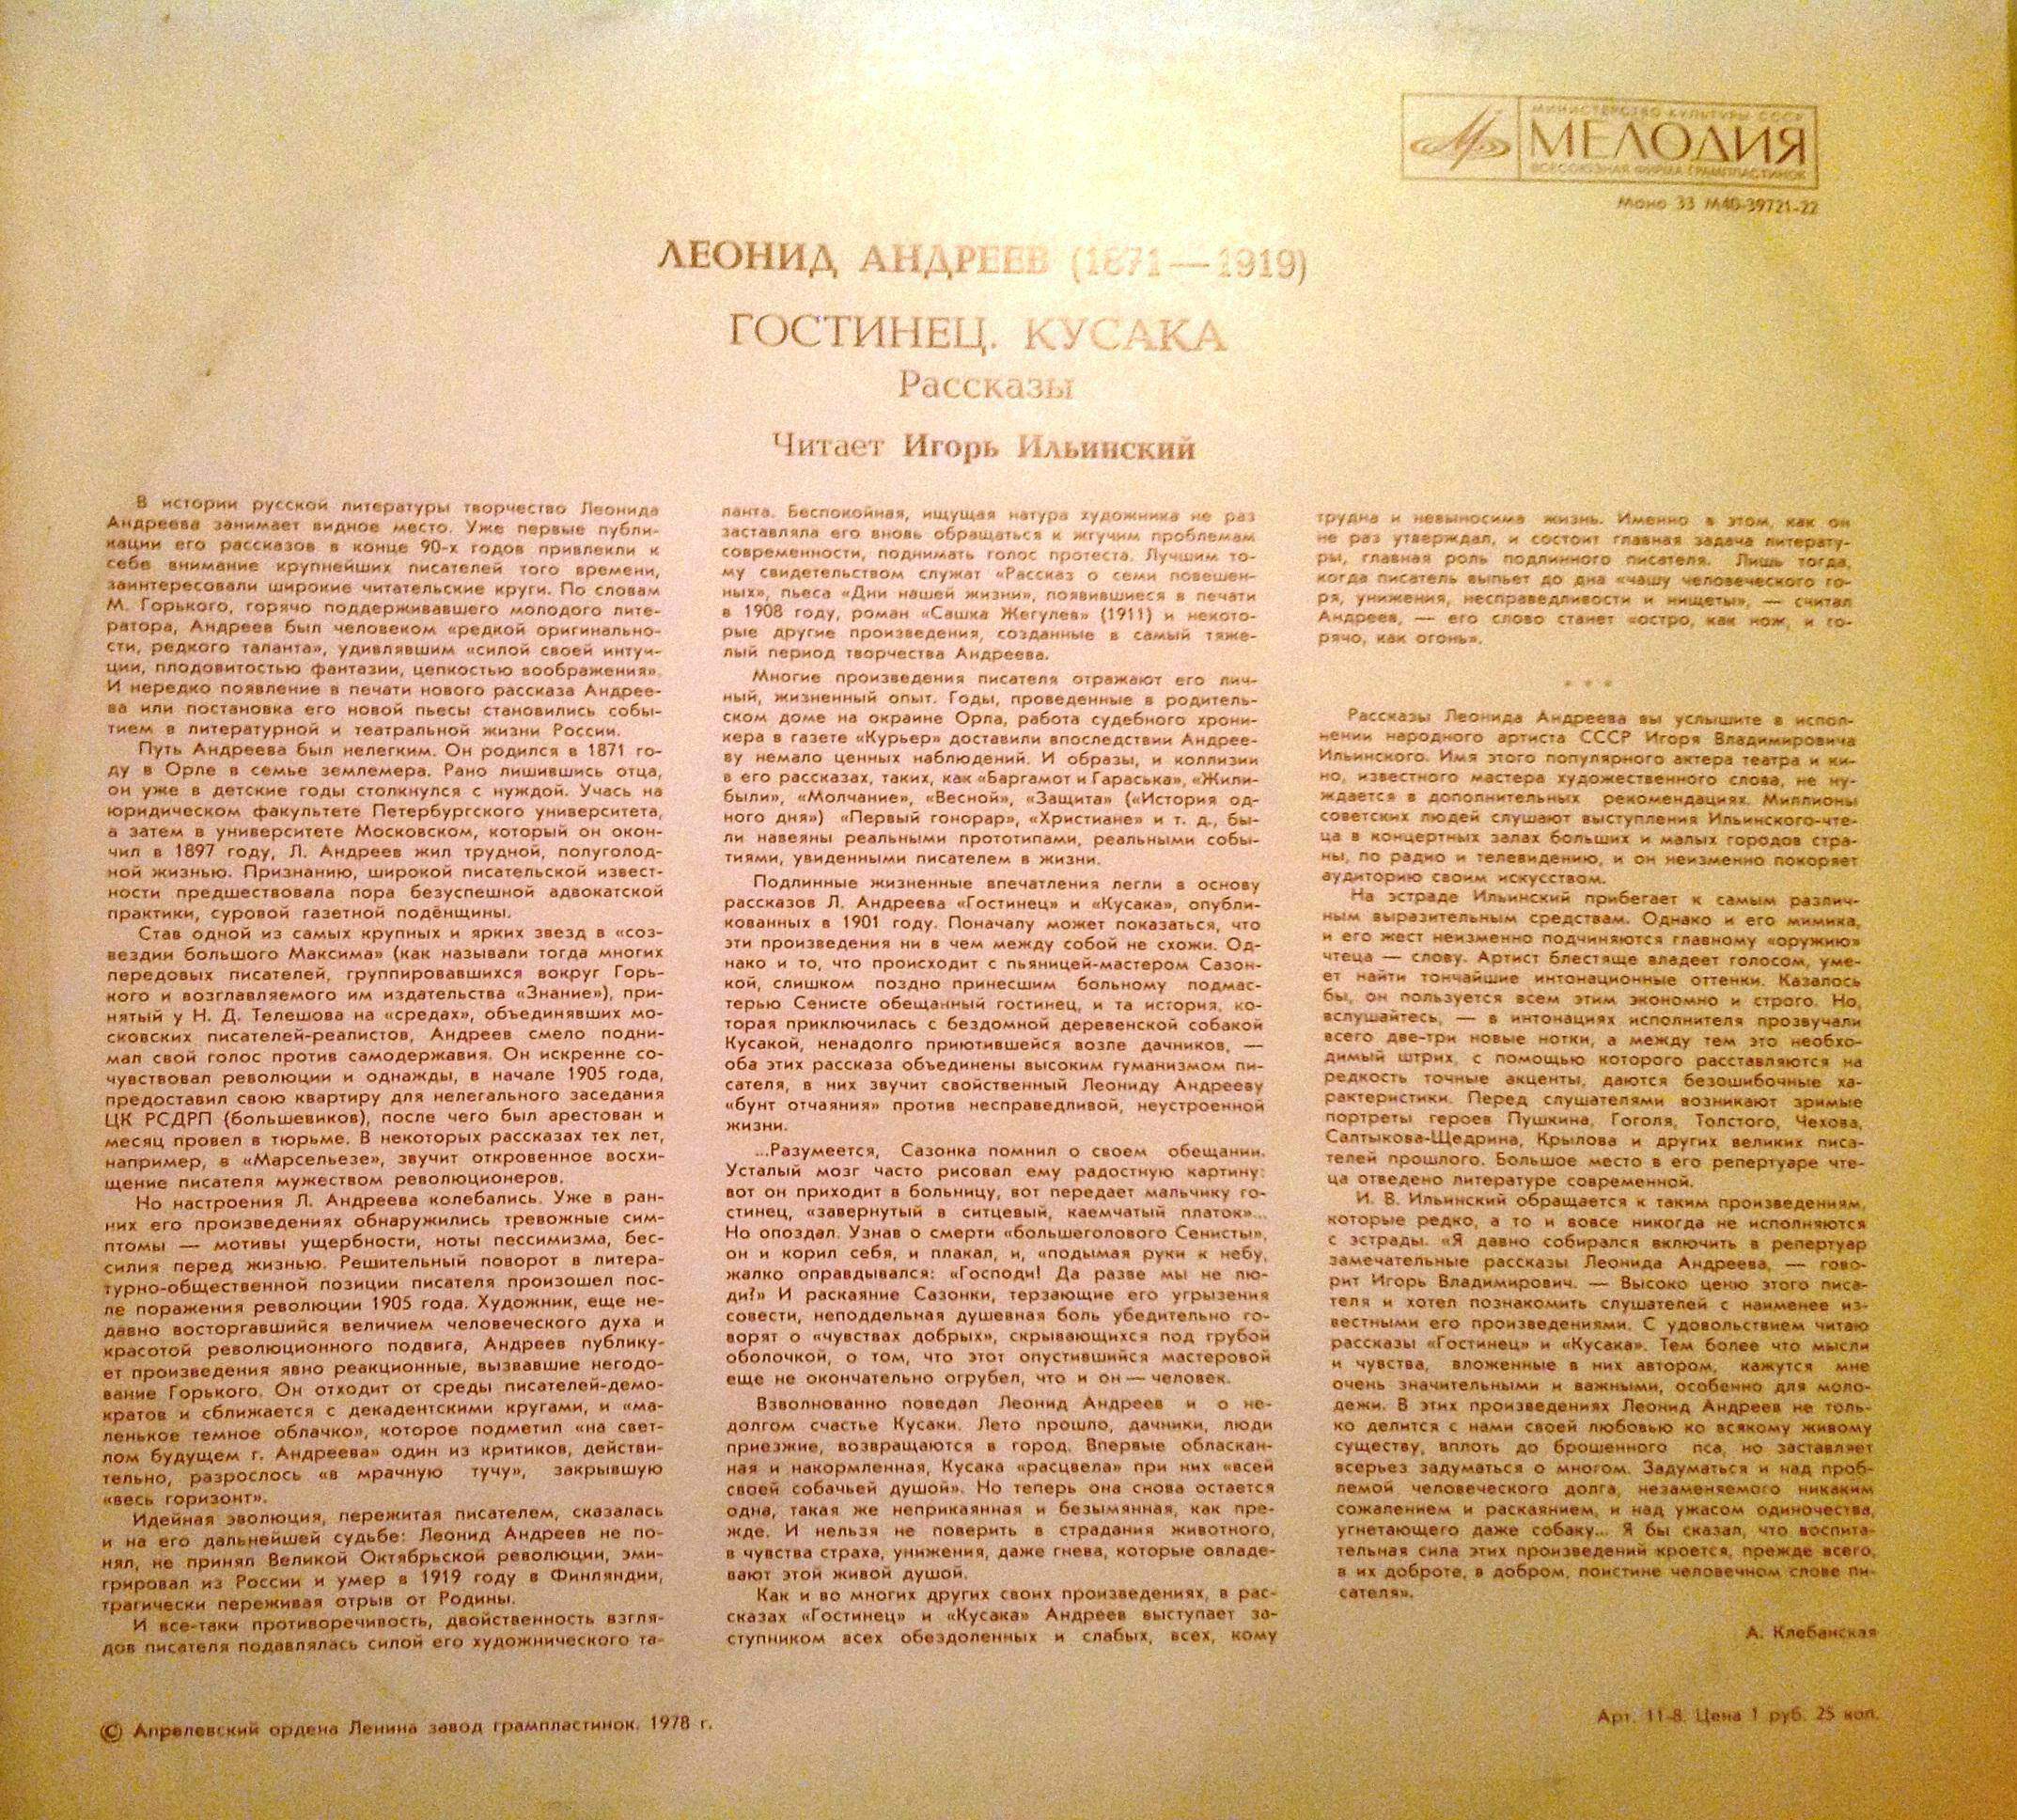 МИНИСТЕРСТВО КУЛЬТУРЫ СССР
МЕЛОДИЯ
ВСЕСОЮЗНАЯ ФИРМА ГРАМПЛАСТИНОК
Моно 33 М40-39721-22
ЛЕОНИД АНДРЕЕВ (1871—1919)
ГОСТИНЕЦ. КУСАКА
Рассказы
Читает Игорь Ильинский
В истории русской литературы творчество Леонида
Андреева занимает видное место. Уже первые публи-
кации его рассказов в конце 90-х годов привлекли к
себе внимание крупнейших писателей того времени,
заинтересовали широкие читательские круги. По словам
М. Горького, горячо поддерживавшего молодого лите-
ратора, Андреев был человеком «редкой оригинально-
сти, редкого таланта», удивлявшим «силой своей интуи-
ции, плодовитостью фантазии, цепкостью воображения».
И нередко появление в печати нового рассказа Андрее-
ва или постановка его новой пьесы становились собы-
тием в литературной и театральной жизни России.
Путь Андреева был нелегким. Он родился в 1871 го-
ду в Орле в семье землемера. Рано лишившись отца,
он уже в детские годы столкнулся с нуждой. Учась на
юридическом факультете Петербургского университета,
а затем в университете Московском, который он окон-
чил в 1897 году, Л. Андреев жил трудной, полуголод-
ной жизнью. Признанию, широкой писательской извест-
ности предшествовала пора безуспешной адвокатской
практики, суровой газетной подёнщины.
Став одной из самых крупных и ярких звезд в «соз-
вездии большого Максима» (как называли тогда многих
передовых писателей, группировавшихся вокруг Горь-
кого и возглавляемого им издательства «Знание»), при-
нятый у Н. Д. Телешова на «средах», объединявших мо-
сковских писателей-реалистов, Андреев смело подни-
мал свой голос против самодержавия. Он искренне со-
чувствовал революции и однажды, в начале 1905 года,
предоставил свою квартиру для нелегального заседания
ЦК РСДРП (большевиков), после чего был арестован и
месяц провел в тюрьме. В некоторых рассказах тех лет,
например, в «Марсельезе», звучит откровенное восхи-
щение писателя мужеством революционеров.
Но настроения Л. Андреева колебались. Уже в ран-
них его произведениях обнаружились тревожные сим-
птомы — мотивы ущербности, ноты пессимизма, бес-
силия перед жизнью. Решительный поворот в литера-
турно-общественной позиции писателя произошел пос-
ле поражения революции 1905 года. Художник, еще не-
давно восторгавшийся величием человеческого духа и
красотой революционного подвига, Андреев публику-
ет произведения явно реакционные, вызвавшие негодо-
вание Горького. Он отходит от среды писателей-демо-
кратов и сближается с декадентскими кругами, и «ма-
ленькое темное облачко», которое подметил «на свет-
лом будущем г. Андреева» один из критиков, действи-
тельно, разрослось «в мрачную тучу», закрывшую
«весь горизонт».
Идейная эволюция, пережитая писателем, сказалась
и на его дальнейшей судьбе: Леонид Андреев не по-
нял, не принял Великой Октябрьской революции, эми-
грировал из России и умер в 1919 году в Финляндии,
трагически переживая отрыв от Родины.
И все-таки противоречивость, двойственность взгля-
дов писателя подавлялась силой его художнического та-
ланта. Беспокойная, ищущая натура художника не раз
заставляла его вновь обращаться к жгучим проблемам
современности, поднимать голос протеста. Лучшим то-
му свидетельством служат «Рассказ о семи повешен-
ных», пьеса «Дни нашей жизни», появившиеся в печати
в 1908 году, роман «Сашка Жегулев» (1911) и некото-
рые другие произведения, созданные в самый тяже-
лый период творчества Андреева.
Многие произведения писателя отражают его лич-
ный, жизненный опыт. Годы, проведенные в родитель-
ском доме на окраине Орла, работа судебного хрони-
кера в газете «Курьер» доставили впоследствии Андрее-
ву немало ценных наблюдений. И образы, и коллизии
в его рассказах, таких, как «Баргамот и Гараська», «Жили-
были», «Молчание», «Весной», «Защита» («История од-
ного дня») «Первый гонорар», «Христиане» и т. д., бы-
ли навеяны реальными прототипами, реальными собы-
тиями, увиденными писателем в жизни.
Подлинные жизненные впечатления легли в основу
рассказов Л. Андреева «Гостинец» и «Кусака», опубли-
кованных в 1901 году. Поначалу может показаться, что
эти произведения ни в чем между собой не схожи. Од-
нако и то, что происходит с пьяницей-мастером Сазон-
кой, слишком поздно принесшим больному подмас-
терью Сенисте обещанный гостинец, и та история, ко-
торая приключилась с бездомной деревенской собакой
Кусакой, ненадолго приютившейся возле дачников, —
оба этих рассказа объединены высоким гуманизмом пи-
сателя, в них звучит свойственный Леониду Андрееву
«бунт отчаяния» против несправедливой, неустроенной
жизни.
...Разумеется, Сазонка помнил о своем обещании.
Усталый мозг часто рисовал ему радостную картину:
вот он приходит в больницу, вот передает мальчику го-
стинец, «завернутый в ситцевый, каемчатый платок»...
Но опоздал. Узнав о смерти «большеголового Сенисты»,
он и корил себя, и плакал, и, «подымая руки к небу,
жалко оправдывался: «Господи! Да разве мы не лю-
ди?» И раскаяние Сазонки, терзающие его угрызения
совести, неподдельная душевная боль убедительно го-
ворят о «чувствах добрых», скрывающихся под грубой
оболочкой, о том, что этот опустившийся мастеровой
еще не окончательно огрубел, что и он — человек.
Взволнованно поведал Леонид Андреев и о не-
долгом счастье Кусаки. Лето прошло, дачники, люди
приезжие, возвращаются в город. Впервые обласкан-
ная и накормленная, Кусака «расцвела» при них «всей
своей собачьей душой». Но теперь она снова остается
одна, такая же неприкаянная и безымянная, как пре-
жде. И нельзя не поверить в страдания животного,
в чувства страха, унижения, даже гнева, которые овладе-
вают этой живой душой.
Как и во многих других своих произведениях, в рас-
сказах «Гостинец» и «Кусака» Андреев выступает за-
ступником всех обездоленных и слабых, всех, кому
трудна и невыносима жизнь. Именно в этом, как он
не раз утверждал, и состоит главная задача литерату-
ры, главная роль подлинного писателя. Лишь тогда,
когда писатель выпьет до дна «чашу человеческого го-
ря, унижения, несправедливости и нищеты», — считал
Андреев, — его слово станет «остро, как нож, и го-
рячо, как огонь».
* * *
Рассказы Леонида Андреева вы услышите в испол-
нении народного артиста СССР Игоря Владимировича
Ильинского. Имя этого популярного актера театра и ки-
но, известного мастера художественного слова, не ну-
ждается в дополнительных рекомендациях. Миллионы
советских людей слушают выступления Ильинского-чте-
ца в концертных залах больших и малых городов стра-
ны, по радио и телевидению, и он неизменно покоряет
аудиторию своим искусством.
На эстраде Ильинский прибегает к самым различ-
ным выразительным средствам. Однако и его мимика,
и его жест неизменно подчиняются главному «оружию»
чтеца — слову. Артист блестяще владеет голосом, уме-
ет найти тончайшие интонационные оттенки. Казалось
бы, он пользуется всем этим экономно и строго. Но,
вслушайтесь, — в интонациях исполнителя прозвучали
всего две-три новые нотки, а между тем это необхо-
димый штрих, с помощью которого расставляются на
редкость точные акценты, даются безошибочные ха-
рактеристики. Перед слушателями возникают зримые
портреты героев Пушкина, Гоголя, Толстого, Чехова,
Салтыкова-Щедрина, Крылова и других великих писа-
телей прошлого. Большое место в его репертуаре чте-
ца отведено литературе современной.
И. В. Ильинский обращается к таким произведениям,
которые редко, а то и вовсе никогда не исполняются
с эстрады. «Я давно собирался включить в репертуар
замечательные рассказы Леонида Андреева, — гово-
рит Игорь Владимирович. — Высоко ценю этого писа-
теля и хотел познакомить слушателей с наименее из-
вестными его произведениями. С удовольствием читаю
рассказы «Гостинец» и «Кусака». Тем более что мысли
и чувства, вложенные в них автором, кажутся мне
очень значительными и важными, особенно для моло-
дежи. В этих произведениях Леонид Андреев не толь-
ко делится с нами своей любовью ко всякому живому
существу, вплоть до брошенного пса, но заставляет
всерьез задуматься о многом. Задуматься и над проб-
лемой человеческого долга, незаменяемого никаким
сожалением и раскаянием, и над ужасом одиночества,
угнетающего даже собаку... Я бы сказал, что воспита-
тельная сила этих произведений кроется, прежде всего,
в их доброте, в добром, поистине человечном слове пи-
сателя».
А. Клебанская
© Апрелевский ордена Ленина завод грампластинок. 1978 г.
Арт. 11-8. Цена 1 руб. 25 коп.